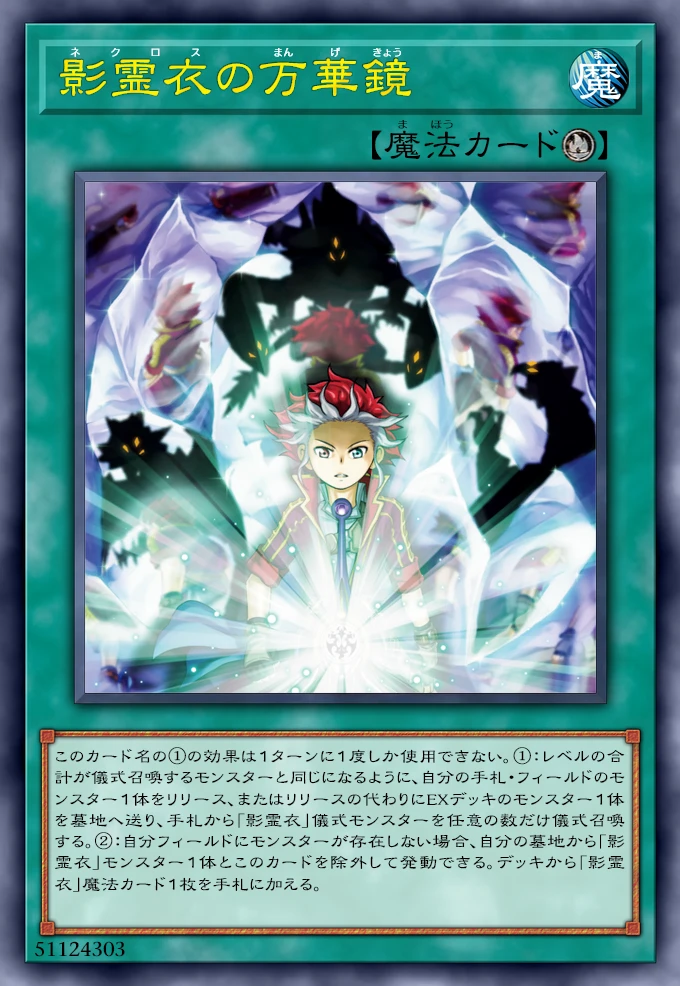 ネクロス まんげきょう
影霊衣の万華鏡
ま
魔
まほう
【魔法カード】
このカード名の①の効果は1ターンに1度しか使用できない。①:レベルの合
計が儀式召喚するモンスターと同じになるように、自分の手札・フィールドのモ
ンスター1体をリリース、またはリリースの代わりにEXデッキのモンスター1体
を墓地へ送り、手札から「影霊衣」儀式モンスターを任意の数だけ儀式召喚
する。②:自分フィールドにモンスターが存在しない場合、自分の墓地から「影
霊衣」モンスター1体とこのカードを除外して発動できる。デッキから「影霊
衣」魔法カード1枚を手札に加える。
51124303